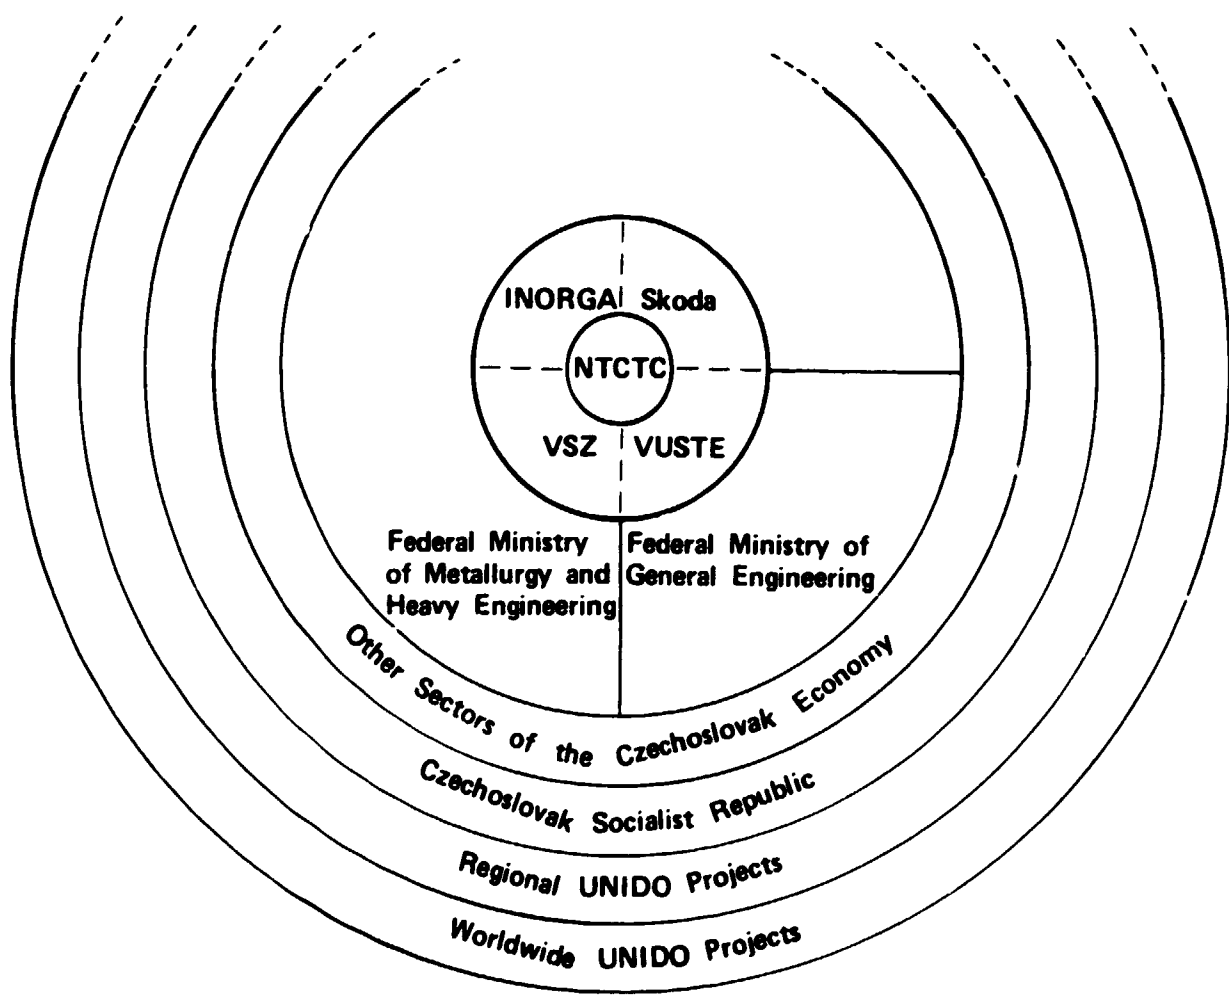 INORGA Skoda
NTCTC
VSZ VUSTE
Federal Ministry
of Metallurgy and
Heavy Engineering
Federal Ministry of
General Engineering
Other Sectors of the Czechoslovak Economy
Czechoslovak Socialist Republic
Regional UNIDO Projects
Worldwide UNIDO Projects